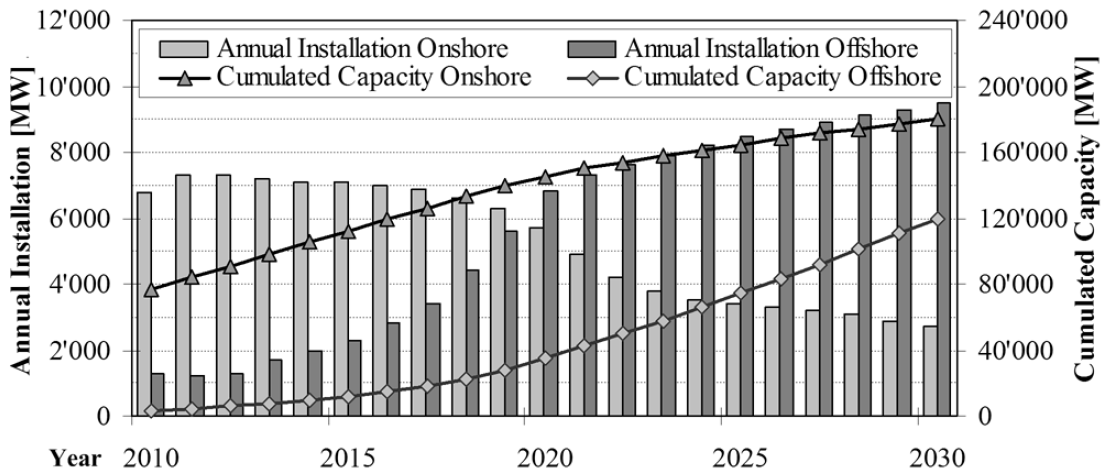 12'000
10'000
8'000
6'000
4'000
2'000
0
Annual Installation [MW]
Annual Installation Onshore
Annual Installation Offshore
Cumulated Capacity Onshore
Cumulated Capacity Offshore
240'000
200'000
160'000
120'000
80'000
40'000
0
Cumulated Capacity [MW]
Year 2010 2015 2020 2025 2030